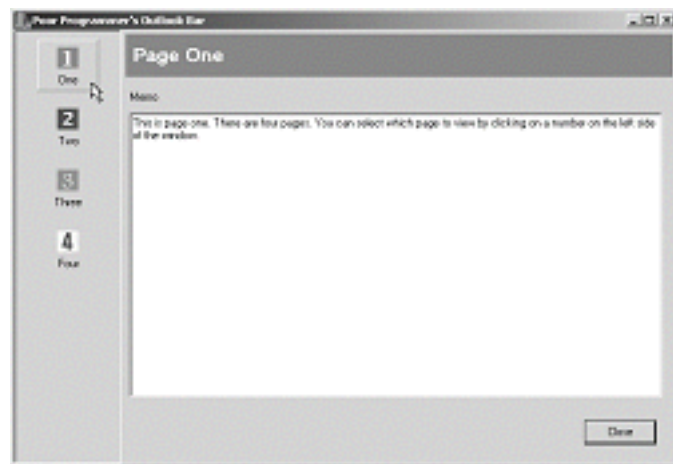 Poor Programmer's Outlook Bar
1
One
2
Two
3
Three
4
Four
Page One
Memo
This is page one. There are four pages. You can select which page to view by clicking on a number on the left side
of the window.
Close